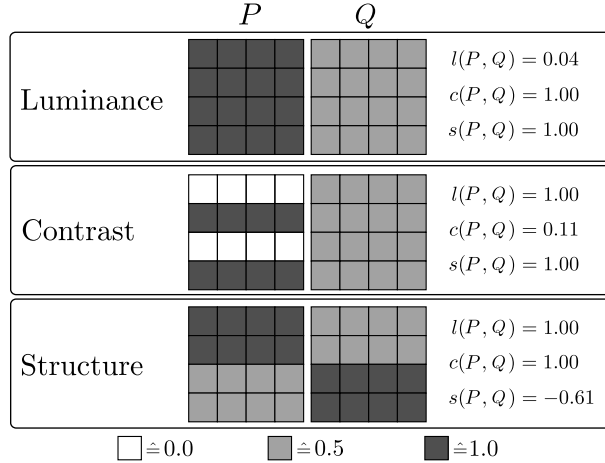 P Q
Luminance
l(P, Q) = 0.04
c(P, Q) = 1.00
s(P, Q) = 1.00
Contrast
l(P, Q) = 1.00
c(P, Q) = 0.11
s(P, Q) = 1.00
Structure
l(P, Q) = 1.00
c(P, Q) = 1.00
s(P, Q) = −0.61
≙0.0 ≙0.5 ≙1.0